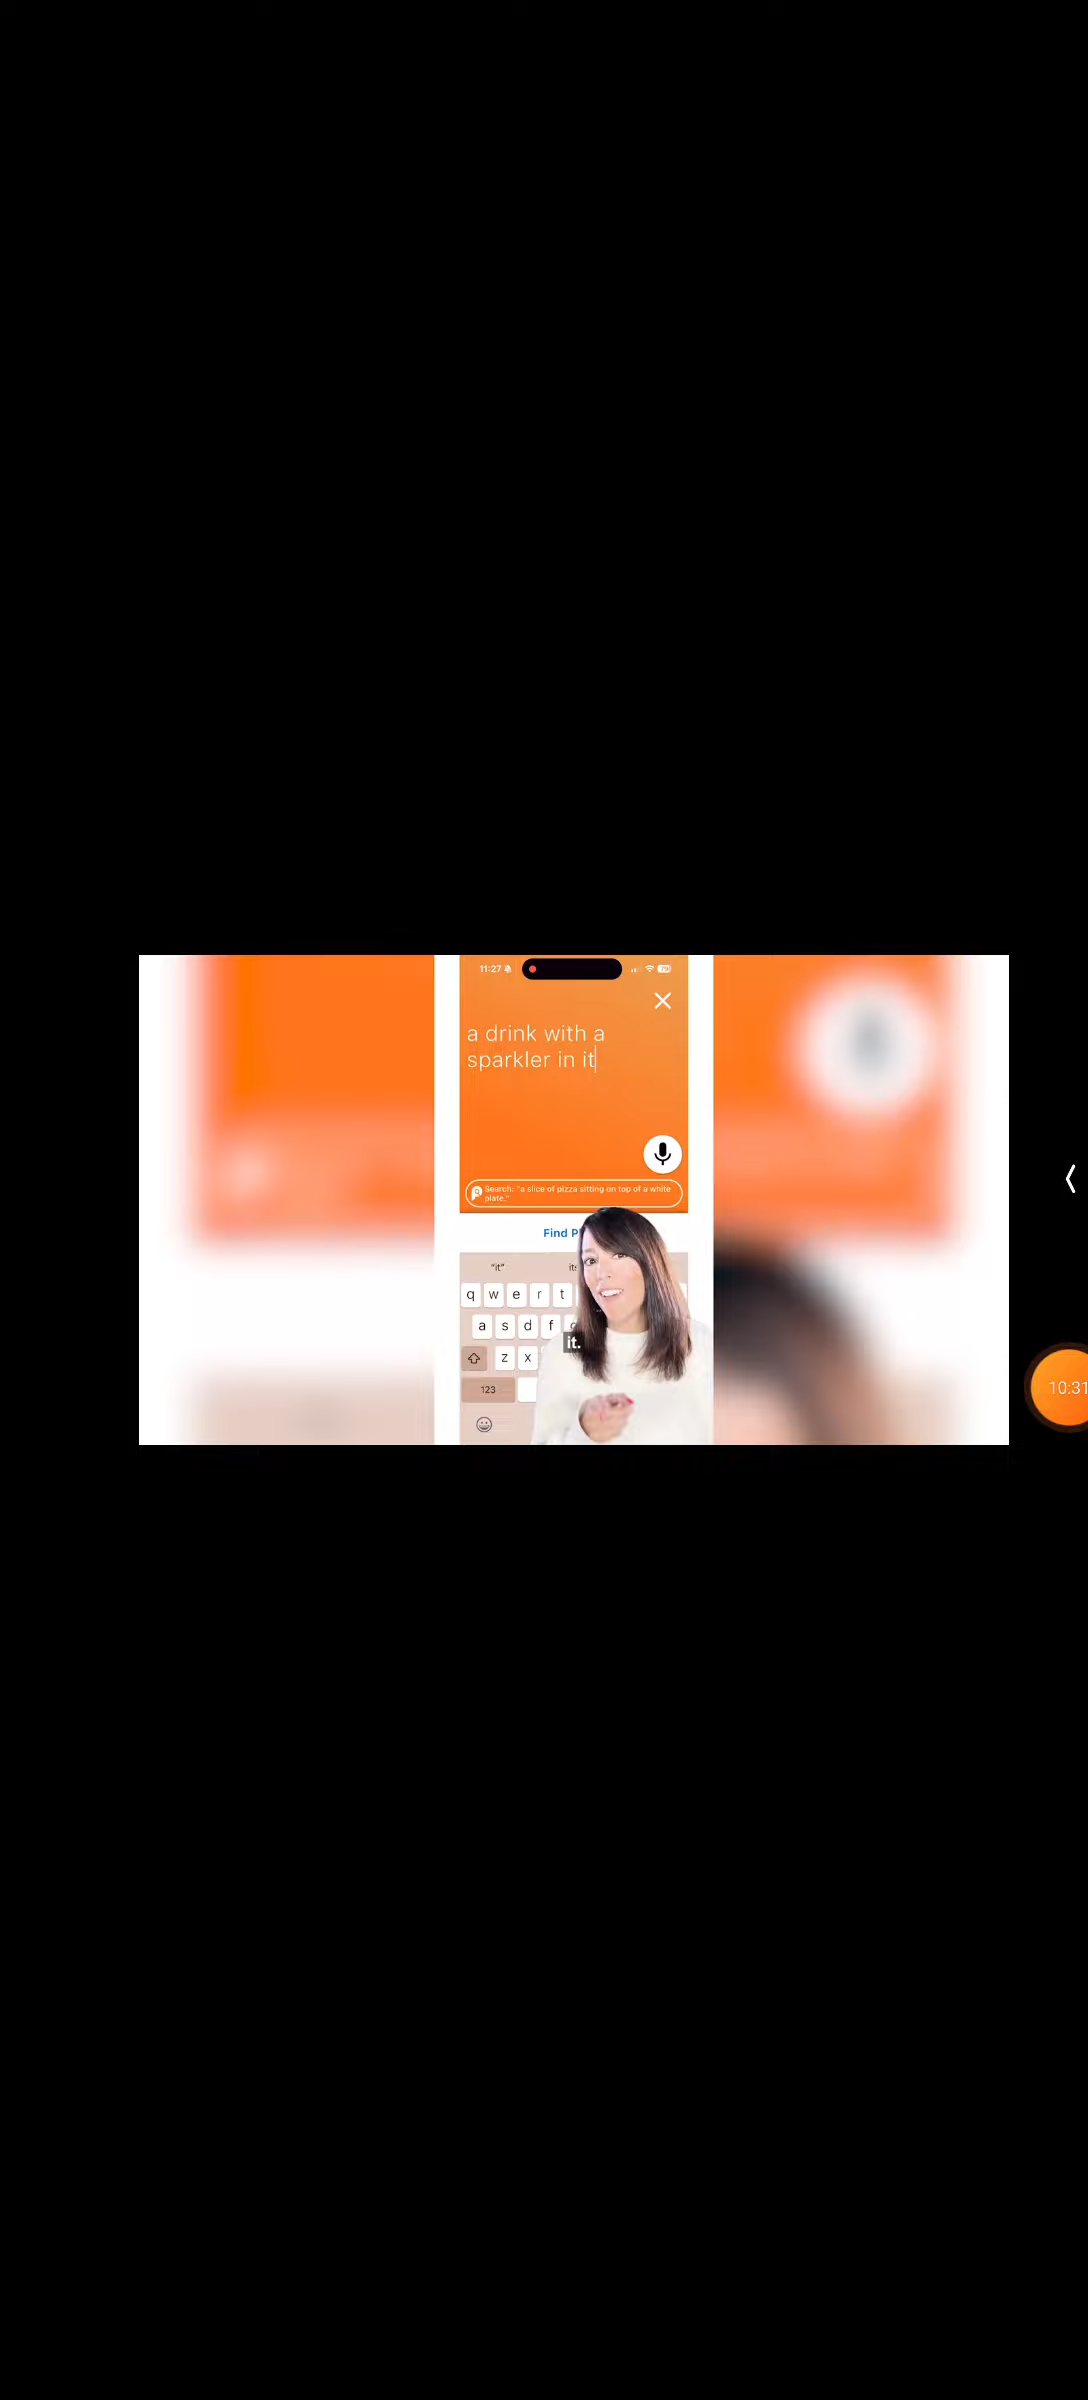 11:27
a drink with a
sparkler in it
Search: "a slice of pizza sitting on top of a white
plate."
Find P
"it"
its
q w e r t
a s d f g
it.
z x
123
10:31